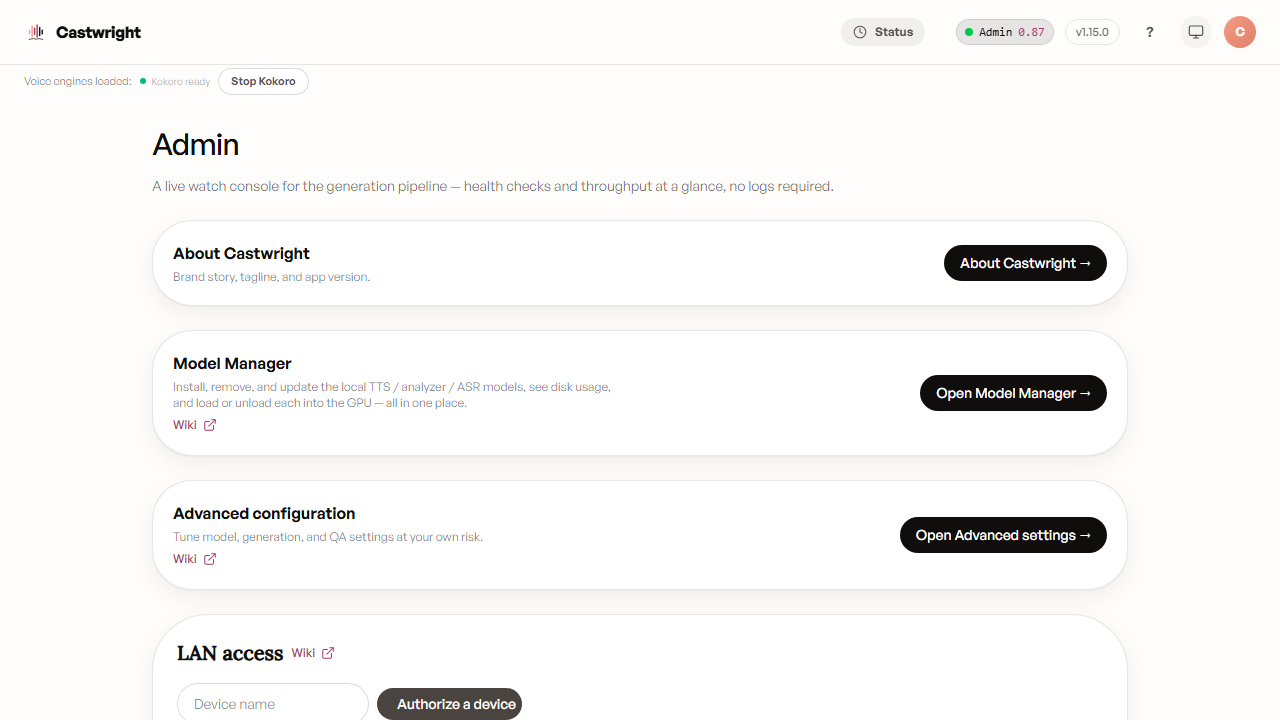 Castwright
Status
Admin 0.87
v1.15.0
?
C
Voice engines loaded:
Kokoro ready
Stop Kokoro
Admin
A live watch console for the generation pipeline — health checks and throughput at a glance, no logs required.
About Castwright
Brand story, tagline, and app version.
About Castwright →
Model Manager
Install, remove, and update the local TTS / analyzer / ASR models, see disk usage,
and load or unload each into the GPU — all in one place.
Wiki
Open Model Manager →
Advanced configuration
Tune model, generation, and QA settings at your own risk.
Wiki
Open Advanced settings →
LAN access
Wiki
Device name
Authorize a device